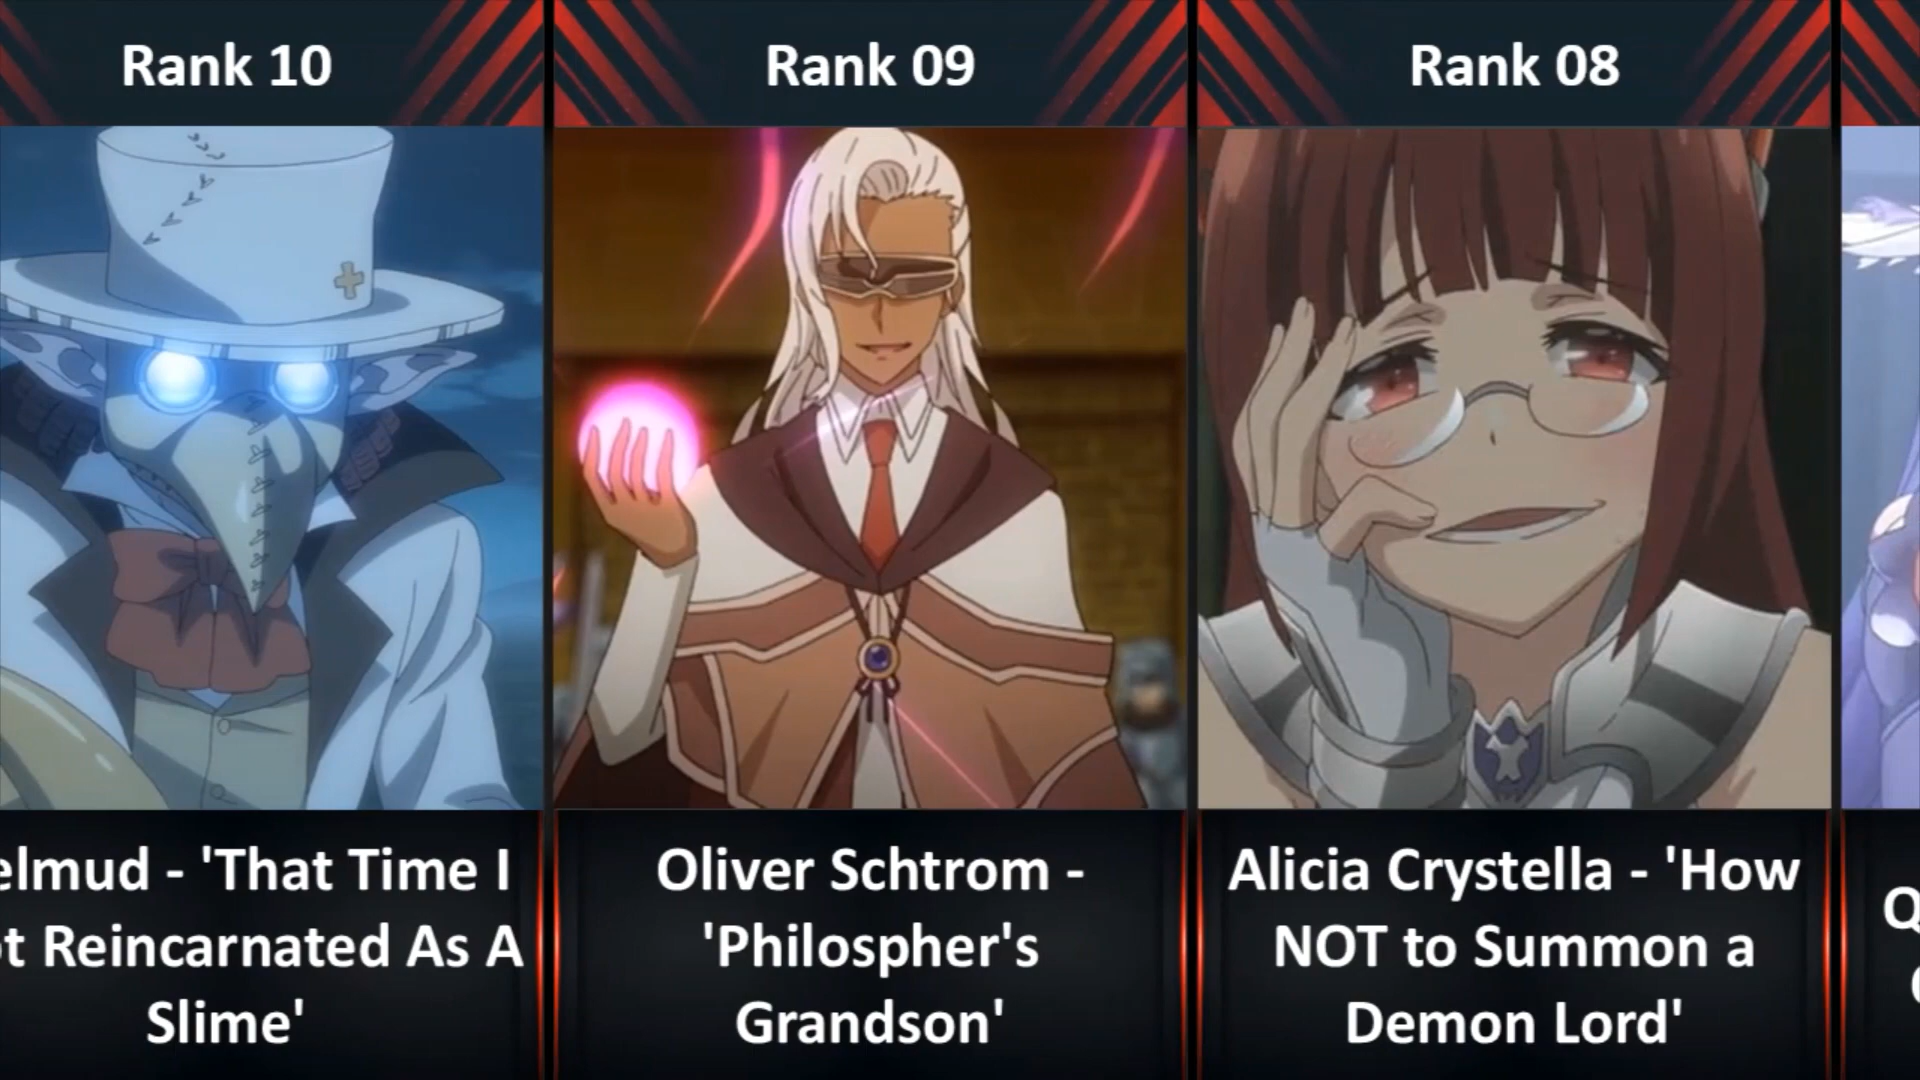 Rank 10
Rank 09
Rank 08
elmud - 'That Time I
ot Reincarnated As A
Slime'
Oliver Schtrom -
'Philospher's
Grandson'
Alicia Crystella - 'How
NOT to Summon a
Demon Lord'
Q